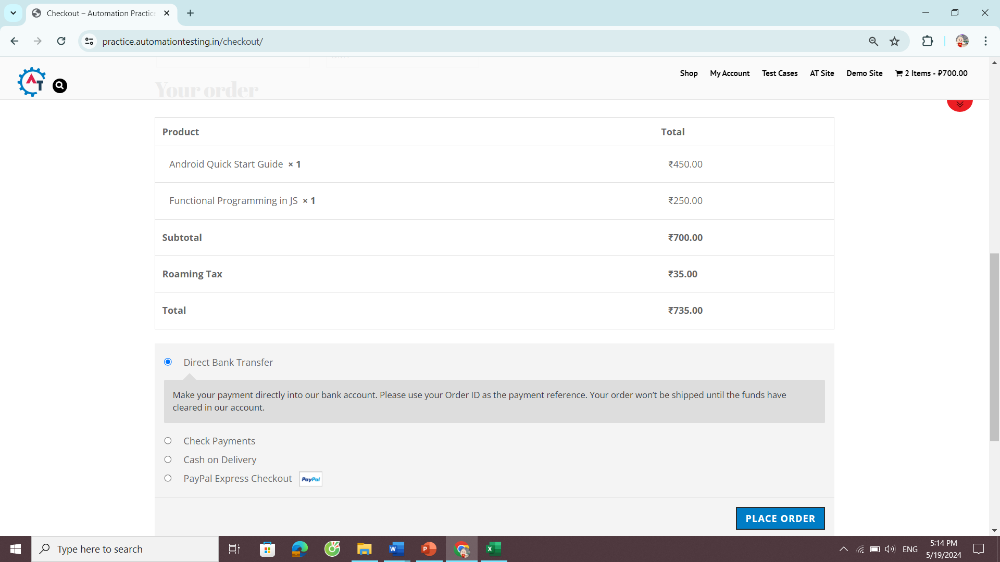 Checkout – Automation Practice
practice.automationtesting.in/checkout/
AT
Shop My Account Test Cases AT Site Demo Site 2 Items - ₽700.00
Your order
Product Total
Android Quick Start Guide × 1 ₹450.00
Functional Programming in JS × 1 ₹250.00
Subtotal ₹700.00
Roaming Tax ₹35.00
Total ₹735.00
Direct Bank Transfer
Make your payment directly into our bank account. Please use your Order ID as the payment reference. Your order won’t be shipped until the funds have
cleared in our account.
Check Payments
Cash on Delivery
PayPal Express Checkout PayPal
PLACE ORDER
Type here to search
W
P
X
ENG
5:14 PM
5/19/2024